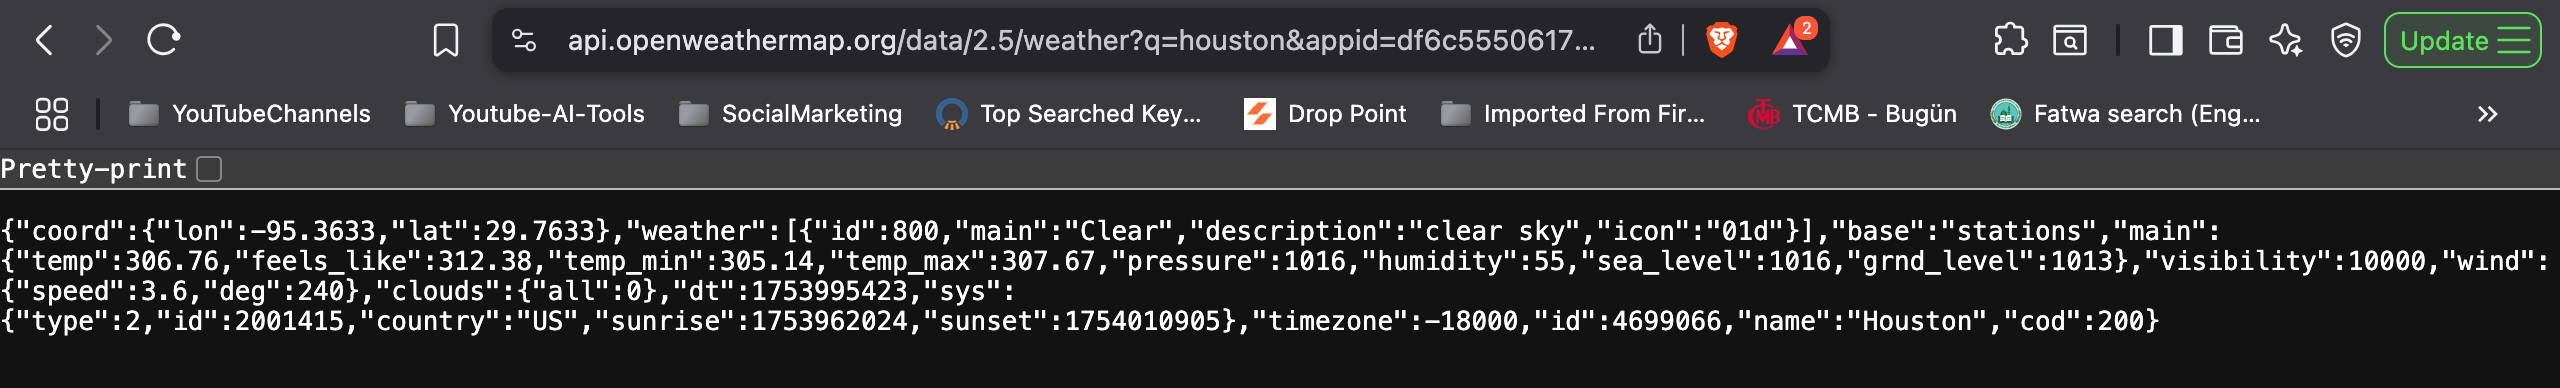 api.openweathermap.org/data/2.5/weather?q=houston&appid=df6c5550617...
2
Update
YouTubeChannels
Youtube-AI-Tools
SocialMarketing
Top Searched Key...
Drop Point
Imported From Fir...
TCMB
TCMB - Bugün
Fatwa search (Eng...
Pretty-print
{"coord":{"lon":-95.3633,"lat":29.7633},"weather":[{"id":800,"main":"Clear","description":"clear sky","icon":"01d"}],"base":"stations","main":
{"temp":306.76,"feels_like":312.38,"temp_min":305.14,"temp_max":307.67,"pressure":1016,"humidity":55,"sea_level":1016,"grnd_level":1013},"visibility":10000,"wind":
{"speed":3.6,"deg":240},"clouds":{"all":0},"dt":1753995423,"sys":
{"type":2,"id":2001415,"country":"US","sunrise":1753962024,"sunset":1754010905},"timezone":-18000,"id":4699066,"name":"Houston","cod":200}